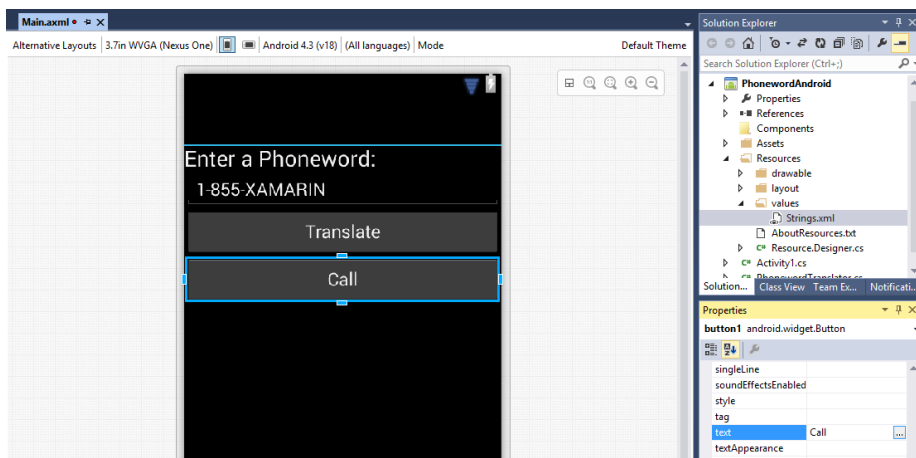 Main.axml
Solution Explorer
Alternative Layouts 3.7in WVGA (Nexus One) Android 4.3 (v18) (All languages) Mode Default Theme
Search Solution Explorer (Ctrl+;)
PhonewordAndroid
Properties
References
Components
Assets
Resources
drawable
layout
values
Strings.xml
AboutResources.txt
Resource.Designer.cs
Activity1.cs
PhonewordTranslator.cs
Solution... Class View Team Ex... Notificati...
Enter a Phoneword:
1-855-XAMARIN
Translate
Call
Properties
button1 android.widget.Button
singleLine
soundEffectsEnabled
style
tag
text Call ...
textAppearance